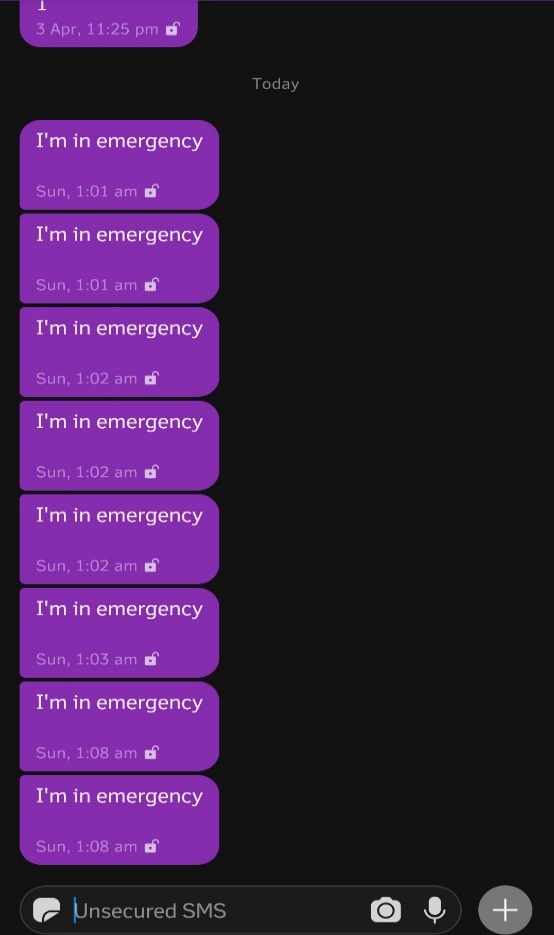 3 Apr, 11:25 pm
Today
I'm in emergency
Sun, 1:01 am
I'm in emergency
Sun, 1:01 am
I'm in emergency
Sun, 1:02 am
I'm in emergency
Sun, 1:02 am
I'm in emergency
Sun, 1:02 am
I'm in emergency
Sun, 1:03 am
I'm in emergency
Sun, 1:08 am
I'm in emergency
Sun, 1:08 am
Unsecured SMS